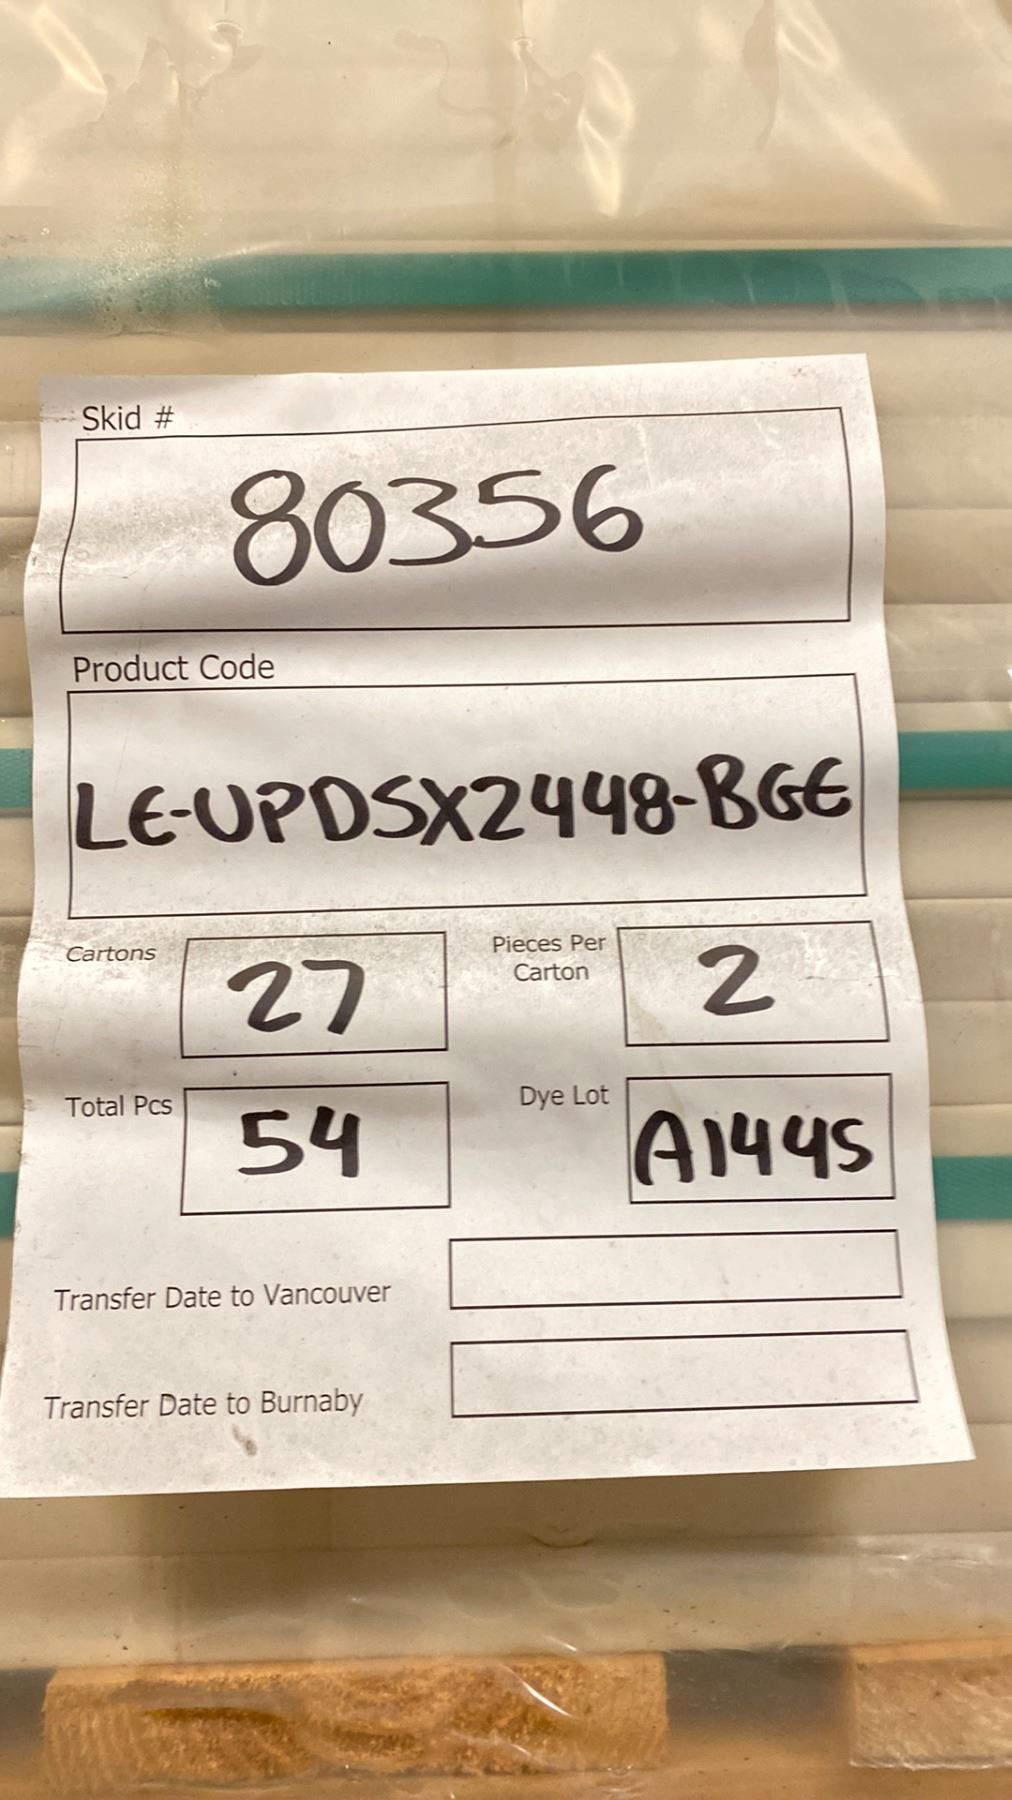 Skid #
80356
Product Code
LE-UPDSX2448-BGE
Cartons 27 Pieces Per Carton 2
Total Pcs 54 Dye Lot A1445
Transfer Date to Vancouver
Transfer Date to Burnaby